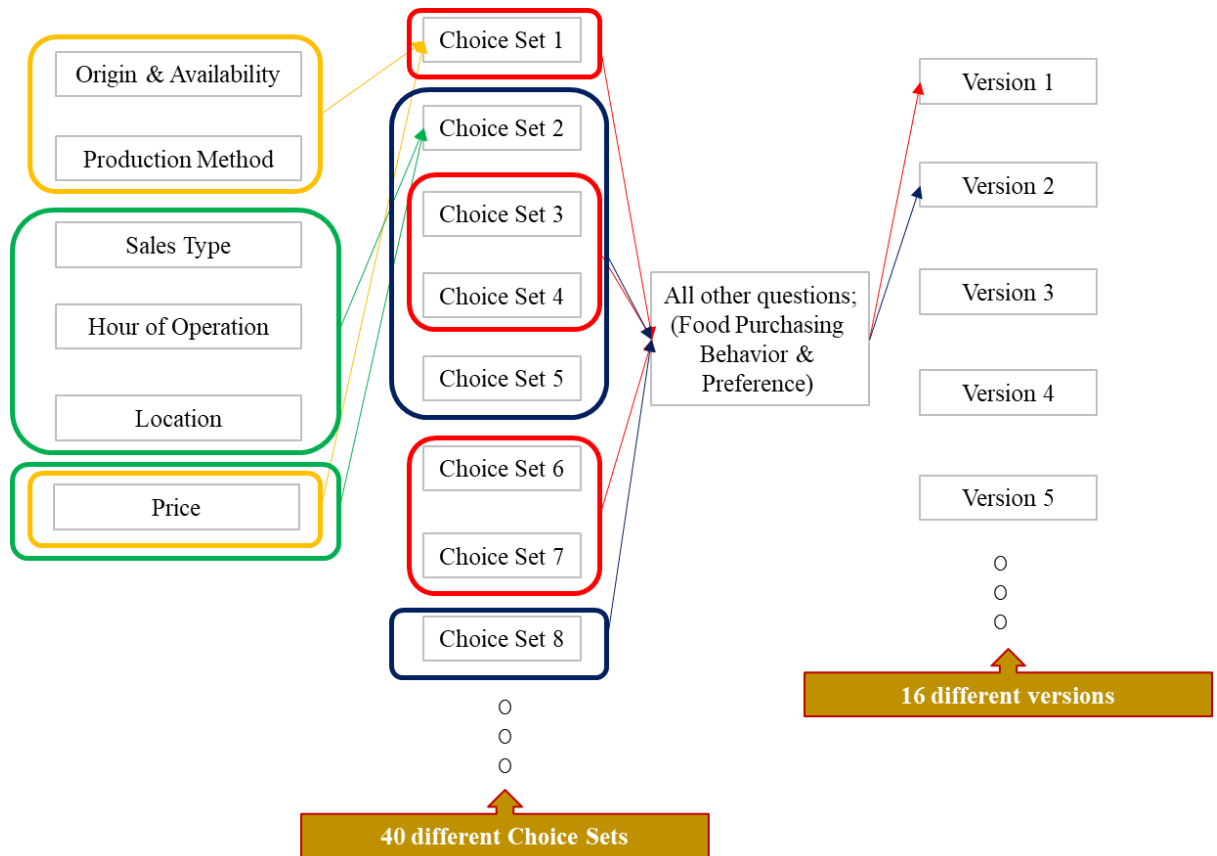 Origin & Availability
Production Method
Sales Type
Hour of Operation
Location
Price
Choice Set 1
Choice Set 2
Choice Set 3
Choice Set 4
Choice Set 5
Choice Set 6
Choice Set 7
Choice Set 8
40 different Choice Sets
All other questions;
(Food Purchasing
Behavior &
Preference)
Version 1
Version 2
Version 3
Version 4
Version 5
16 different versions